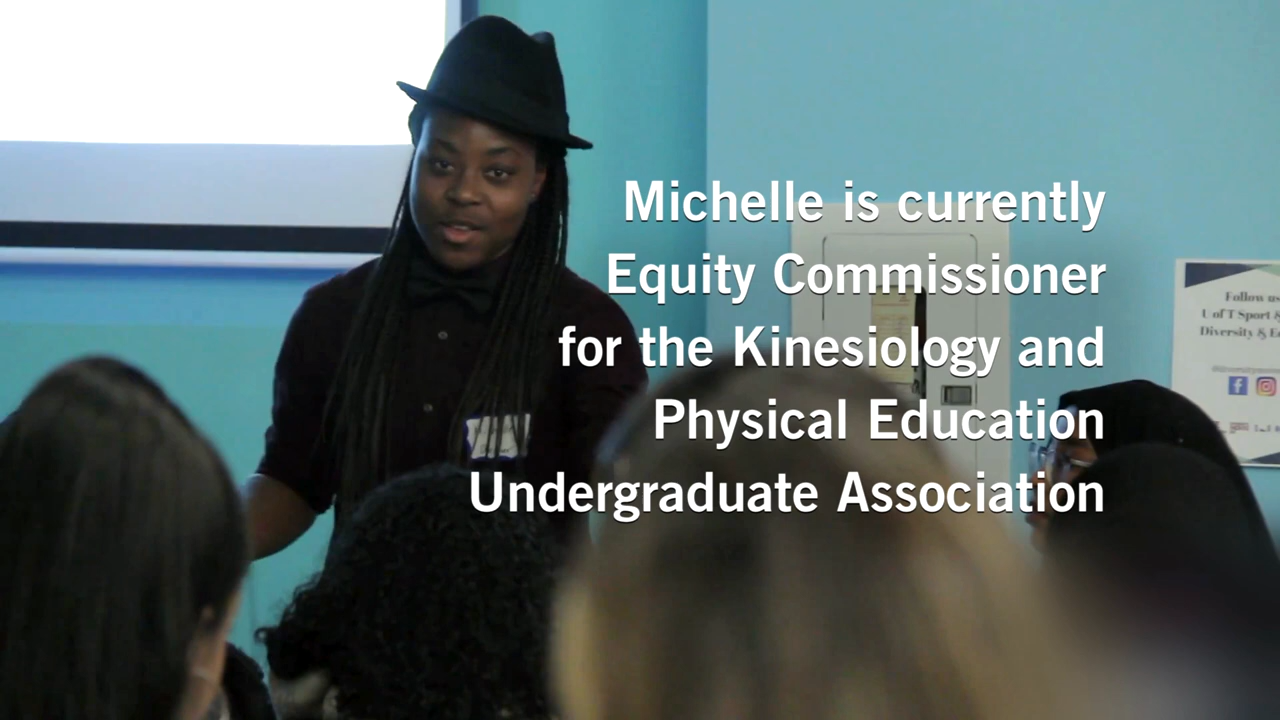 Michelle is currently
Equity Commissioner
for the Kinesiology and
Physical Education
Undergraduate Association
Follow us
U of T Sport &
Diversity &